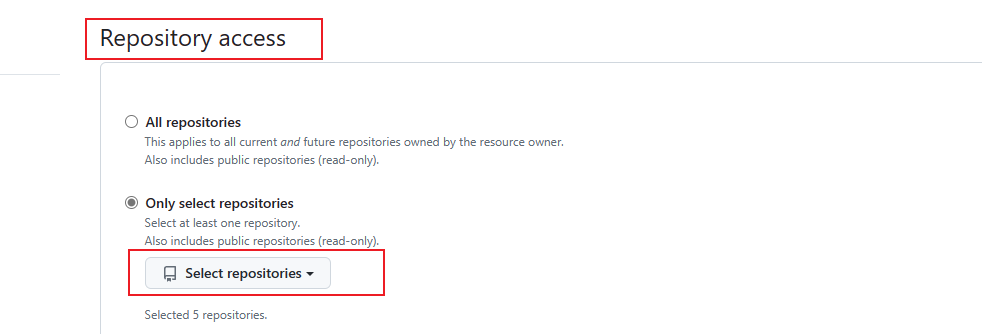 Repository access
All repositories
This applies to all current and future repositories owned by the resource owner.
Also includes public repositories (read-only).
Only select repositories
Select at least one repository.
Also includes public repositories (read-only).
Select repositories
Selected 5 repositories.